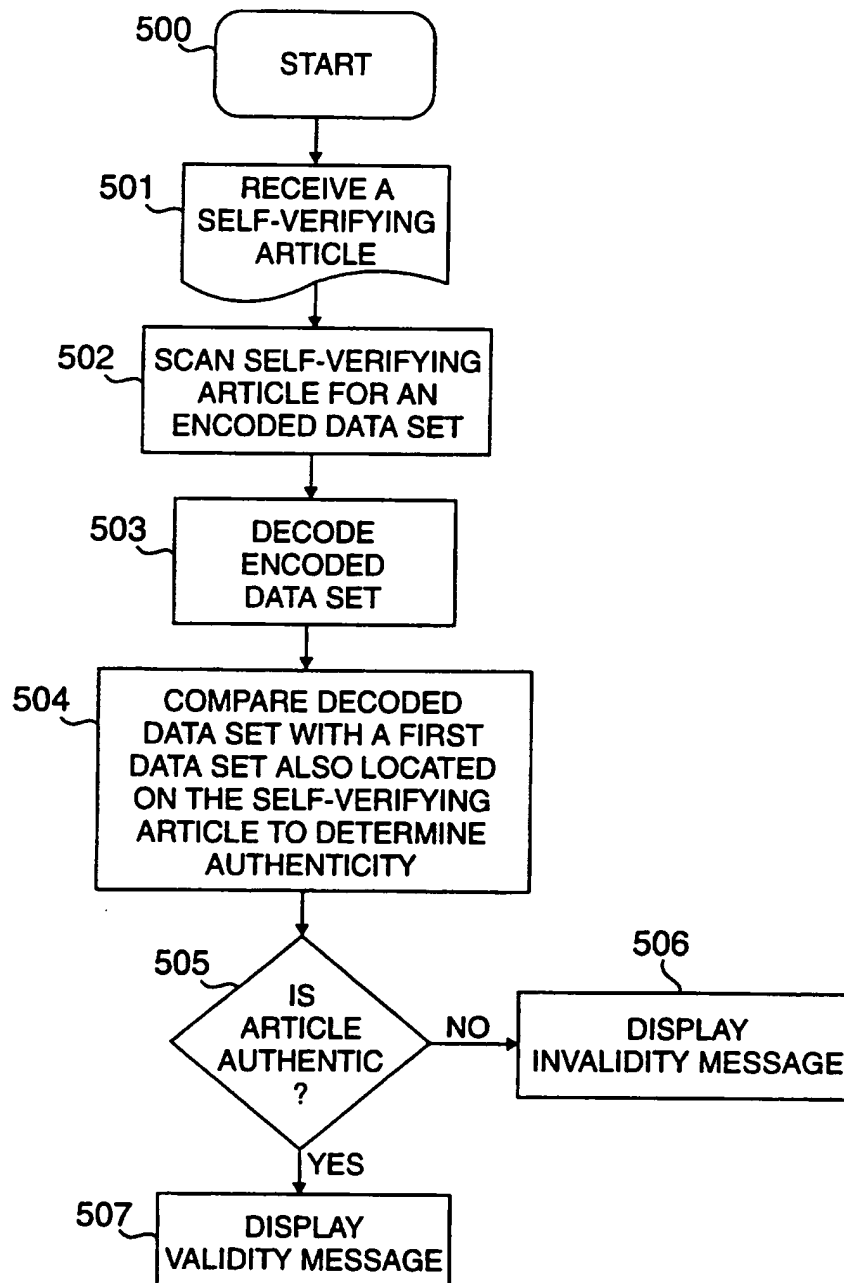 500
START
501
RECEIVE A
SELF-VERIFYING
ARTICLE
502
SCAN SELF-VERIFYING
ARTICLE FOR AN
ENCODED DATA SET
503
DECODE
ENCODED
DATA SET
504
COMPARE DECODED
DATA SET WITH A FIRST
DATA SET ALSO LOCATED
ON THE SELF-VERIFYING
ARTICLE TO DETERMINE
AUTHENTICITY
505
IS
ARTICLE
AUTHENTIC
?
NO
506
DISPLAY
INVALIDITY MESSAGE
YES
507
DISPLAY
VALIDITY MESSAGE